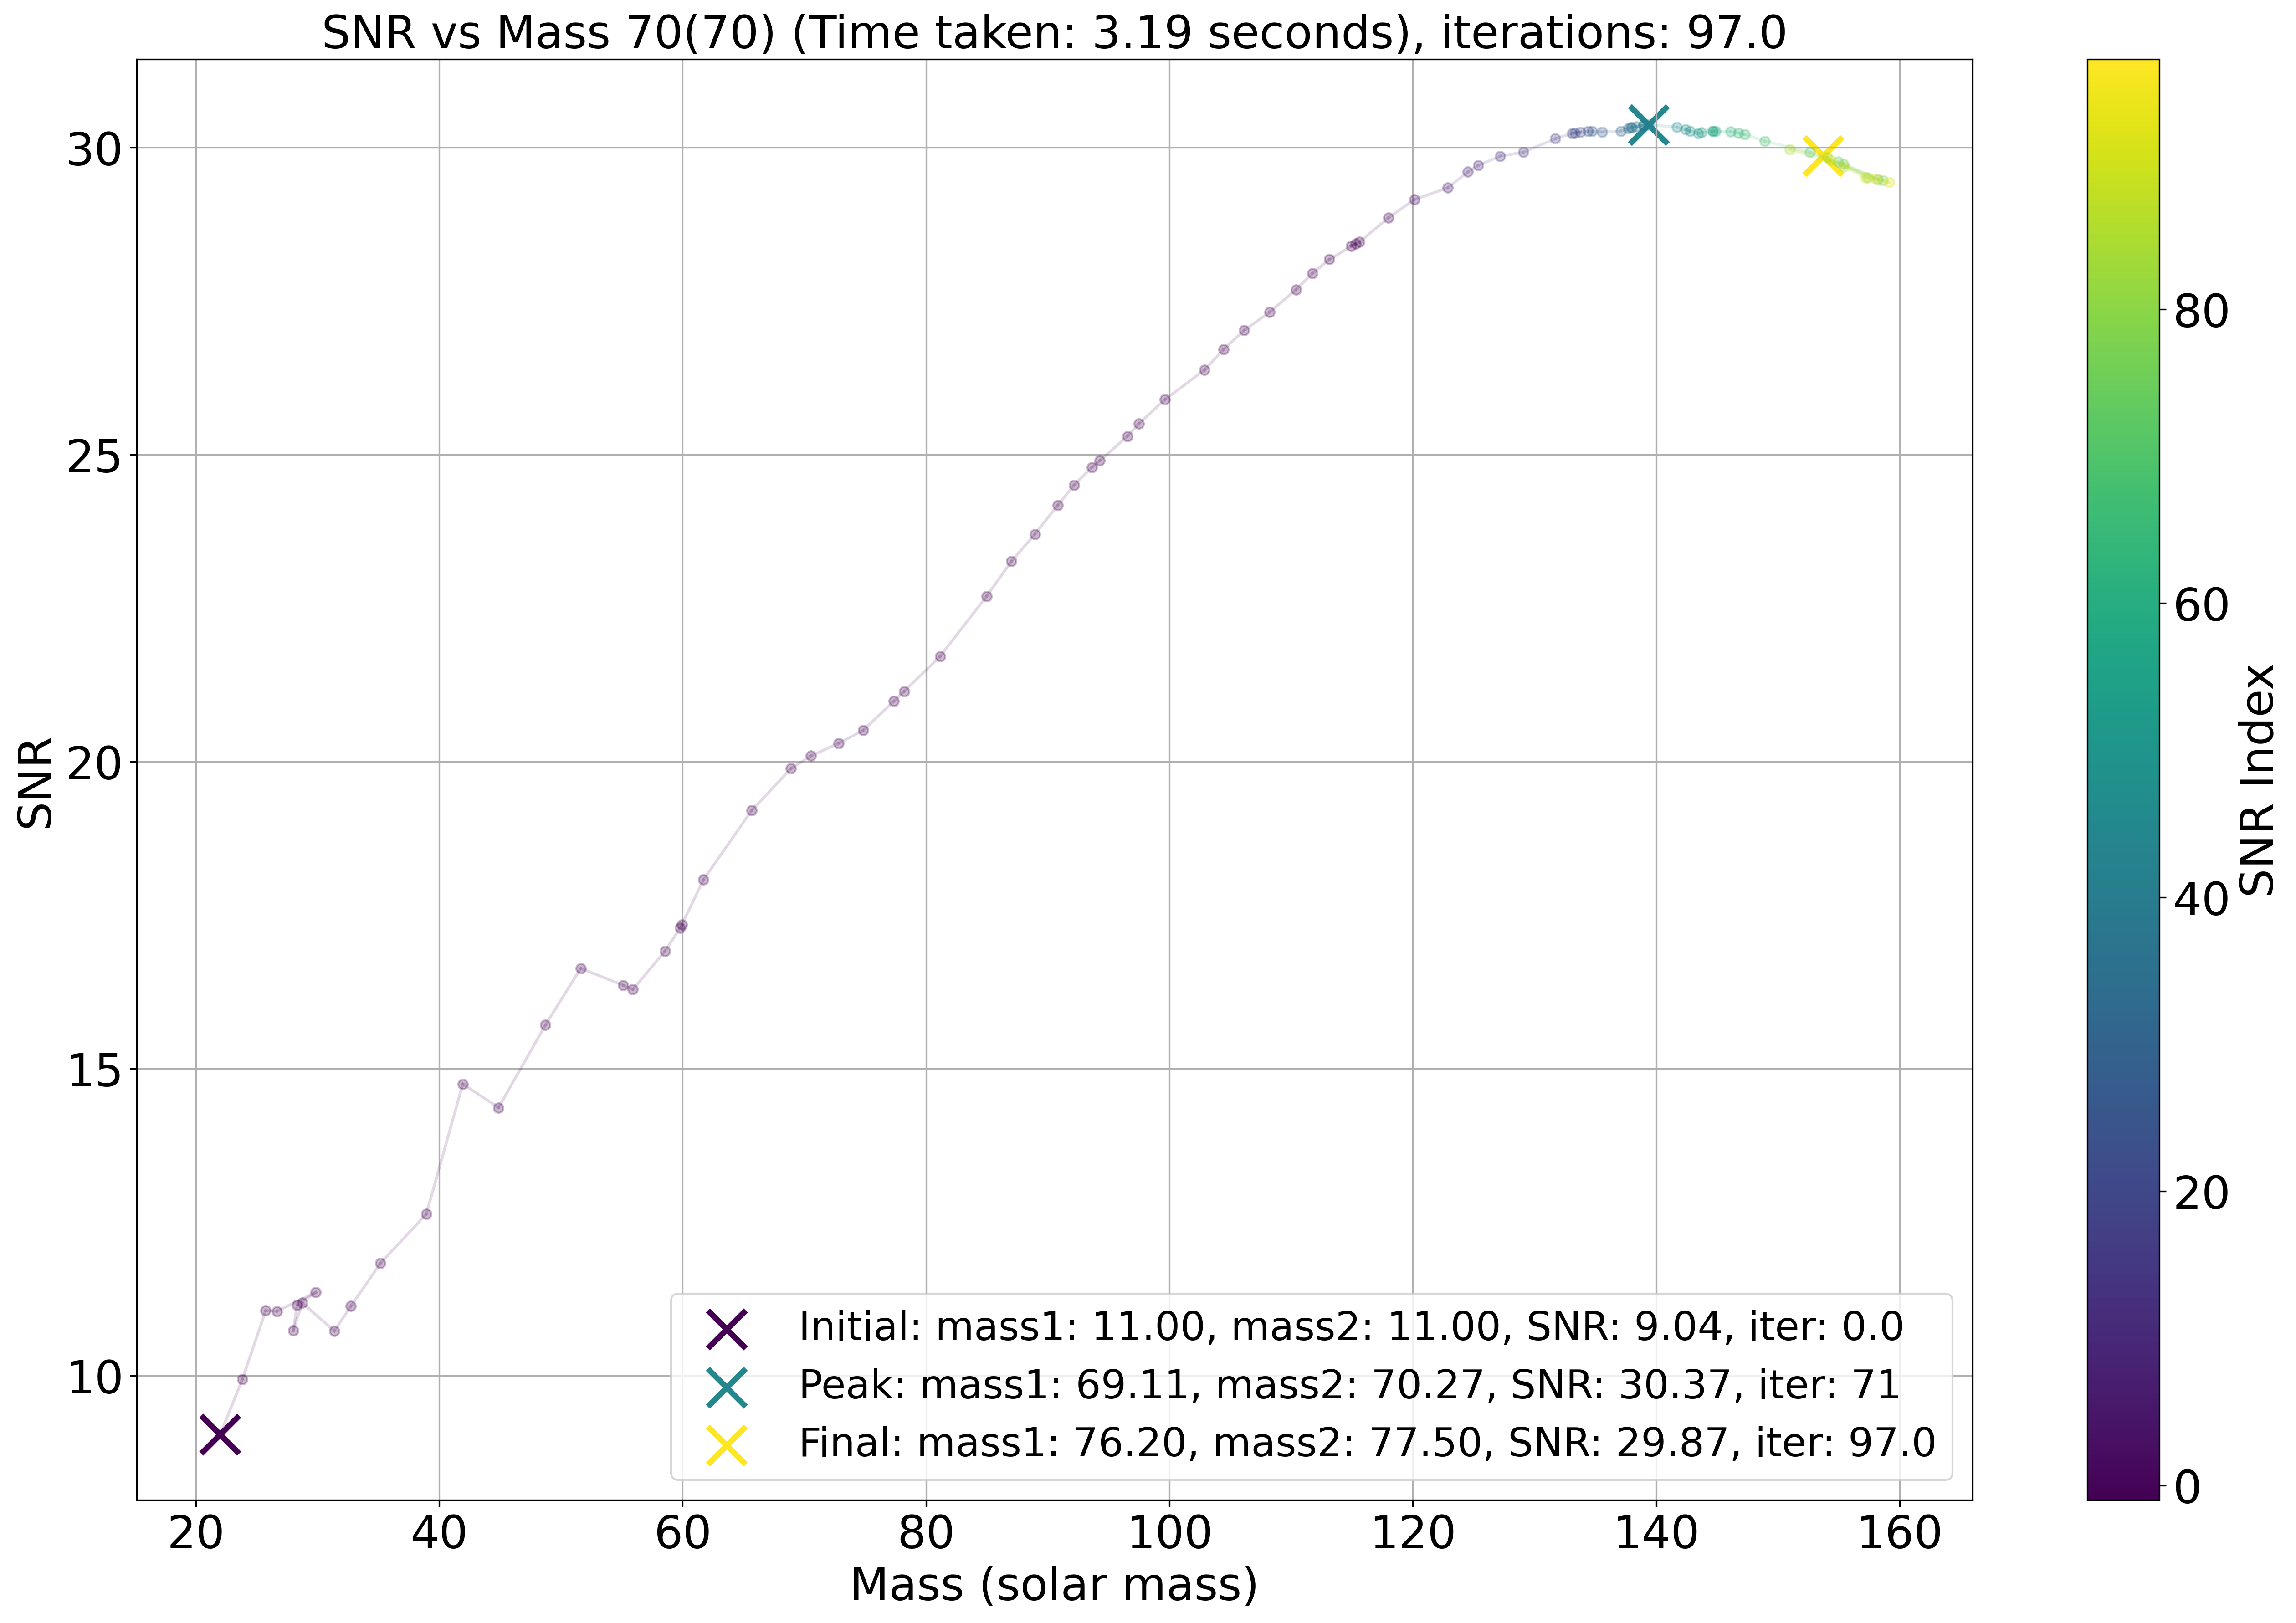 SNR vs Mass 70(70) (Time taken: 3.19 seconds), iterations: 97.0
30
25
20
15
10
SNR
20 40 60 80 100 120 140 160
Mass (solar mass)
Initial: mass1: 11.00, mass2: 11.00, SNR: 9.04, iter: 0.0
Peak: mass1: 69.11, mass2: 70.27, SNR: 30.37, iter: 71
Final: mass1: 76.20, mass2: 77.50, SNR: 29.87, iter: 97.0
80
60
40
20
0
SNR Index